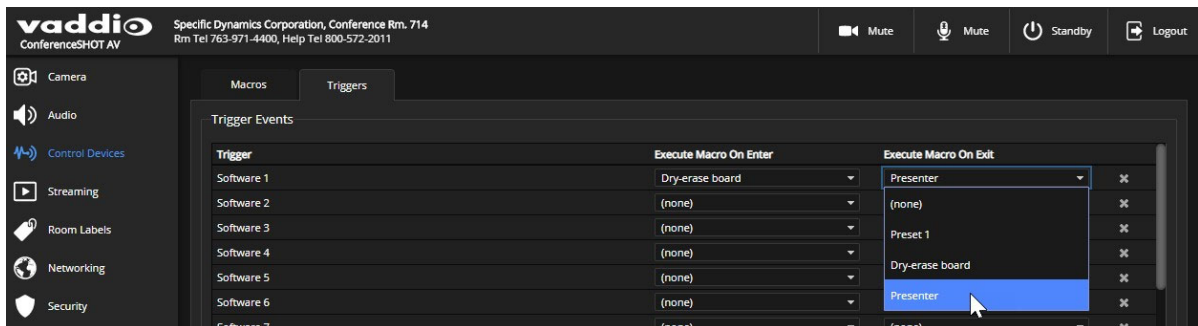 vaddio
ConferenceSHOT AV
Specific Dynamics Corporation, Conference Rm. 714
Rm Tel 763-971-4400, Help Tel 800-572-2011
Mute
Mute
Standby
Logout
Camera
Audio
Control Devices
Streaming
Room Labels
Networking
Security
Macros
Triggers
Trigger Events
Trigger Execute Macro On Enter Execute Macro On Exit
Software 1 Dry-erase board Presenter
Software 2 (none)
Software 3 (none)
Software 4 (none)
Software 5 (none)
Software 6 (none)
(none)
Preset 1
Dry-erase board
Presenter